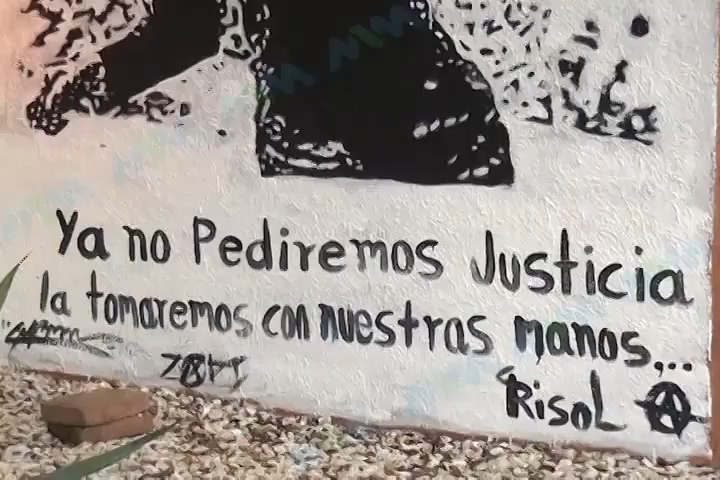 Ya no Pediremos Justicia
la tomaremos con nuestras manos...
Risol